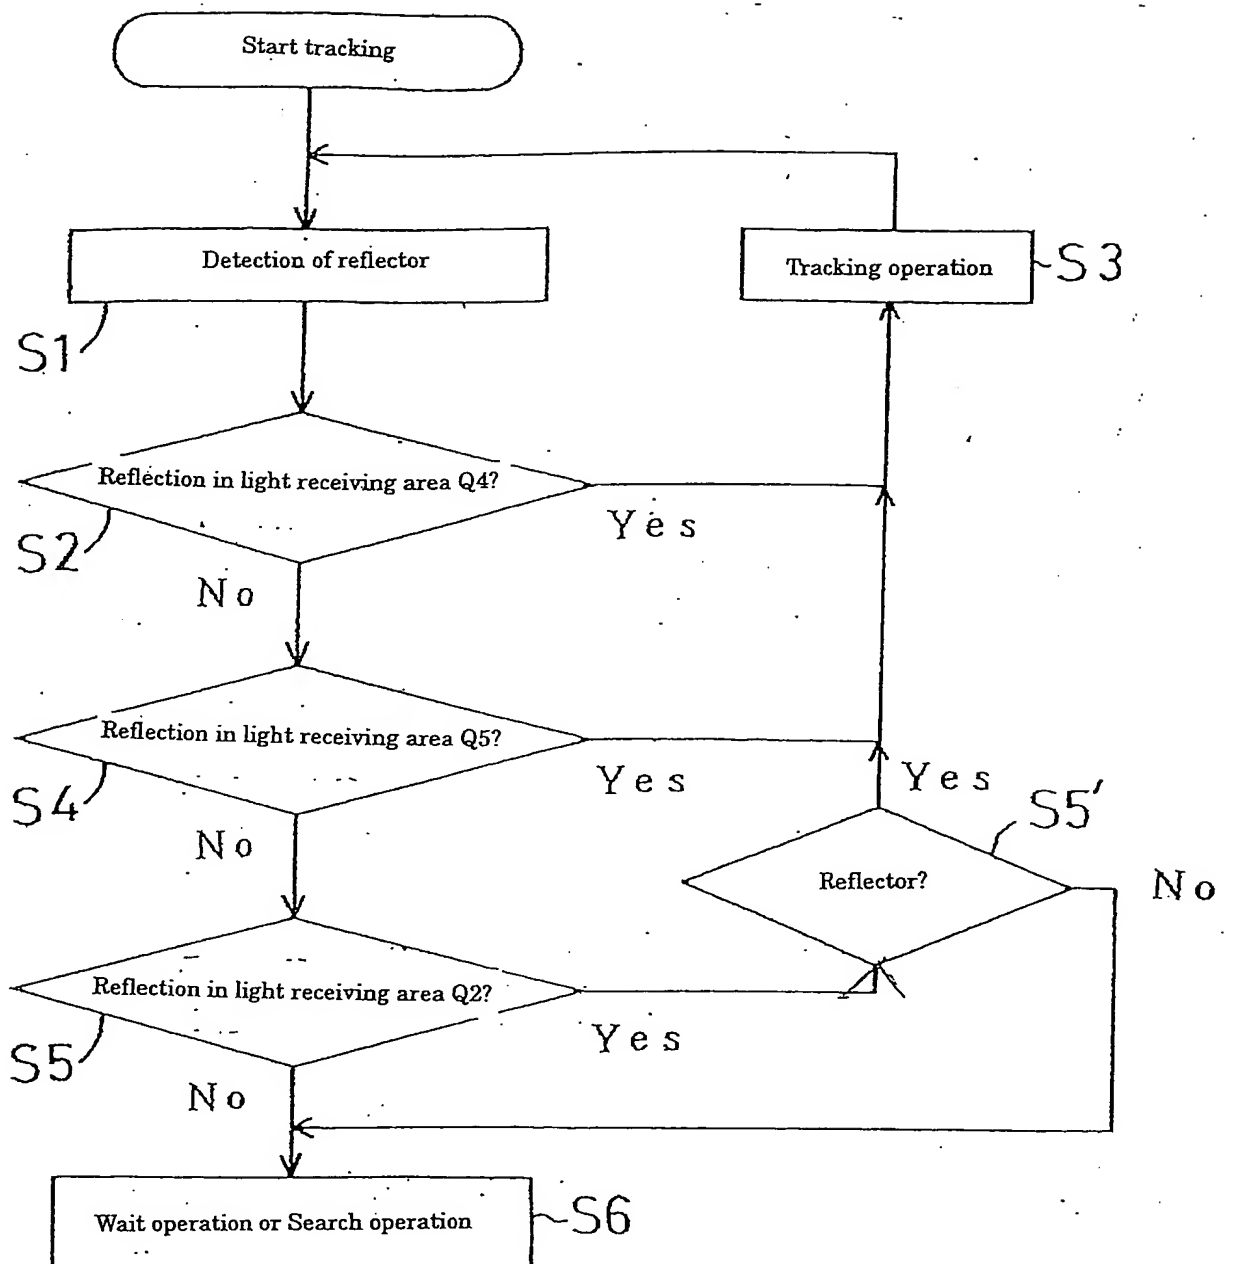 Start tracking
Detection of reflector
S1
Tracking operation
S3
Reflection in light receiving area Q4?
S2
Yes
No
Reflection in light receiving area Q5?
S4
Yes
No
Yes
S5′
Reflector?
No
Reflection in light receiving area Q2?
S5
Yes
No
Wait operation or Search operation
S6